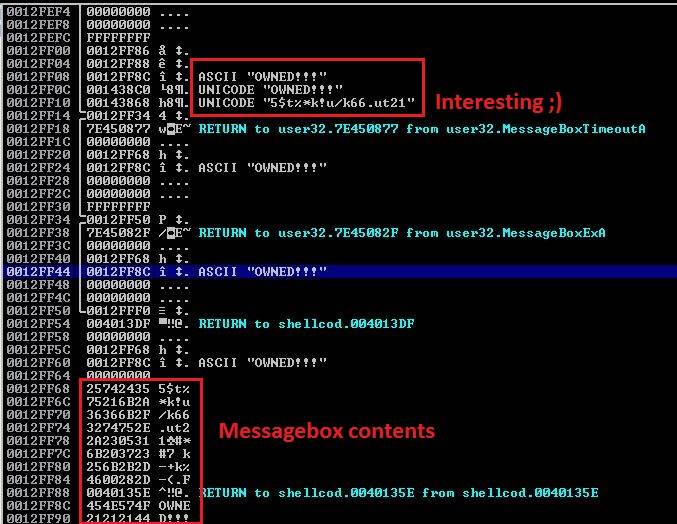 0012FEF4 00000000 ....
0012FEF8 00000000 ....
0012FEFC FFFFFFFF
0012FF00 0012FF86 å ‡.
0012FF04 0012FF88 ê ‡.
0012FF08 0012FF8C î ‡. ASCII "OWNED!!!"
0012FF0C 001438C0 └8¶. UNICODE "OWNED!!!"
0012FF10 00143868 h8¶. UNICODE "5$t%*k!u/k66.ut21"
Interesting ;)
0012FF14 0012FF34 4 ‡.
0012FF18 7E450877 w◘E~ RETURN to user32.7E450877 from user32.MessageBoxTimeoutA
0012FF1C 00000000 ....
0012FF20 0012FF68 h ‡.
0012FF24 0012FF8C î ‡. ASCII "OWNED!!!"
0012FF28 00000000 ....
0012FF2C 00000000 ....
0012FF30 FFFFFFFF
0012FF34 0012FF50 P ‡.
0012FF38 7E45082F /◘E~ RETURN to user32.7E45082F from user32.MessageBoxExA
0012FF3C 00000000 ....
0012FF40 0012FF68 h ‡.
0012FF44 0012FF8C î ‡. ASCII "OWNED!!!"
0012FF48 00000000 ....
0012FF4C 00000000 ....
0012FF50 0012FFF0 ≡ ‡.
0012FF54 004013DF ▀‼@. RETURN to shellcod.004013DF
0012FF58 00000000 ....
0012FF5C 0012FF68 h ‡.
0012FF60 0012FF8C î ‡. ASCII "OWNED!!!"
0012FF64 00000000 ....
0012FF68 25742435 5$t%
0012FF6C 75216B2A *k!u
0012FF70 36366B2F /k66
0012FF74 3274752E .ut2
Messagebox contents
0012FF78 2A230531 1♣#*
0012FF7C 6B203723 #7 k
0012FF80 256B2B2D -+k%
0012FF84 4600282D -(.F
0012FF88 0040135E ^‼@. RETURN to shellcod.0040135E from shellcod.0040135E
0012FF8C 454E574F OWNE
0012FF90 21212144 D!!!